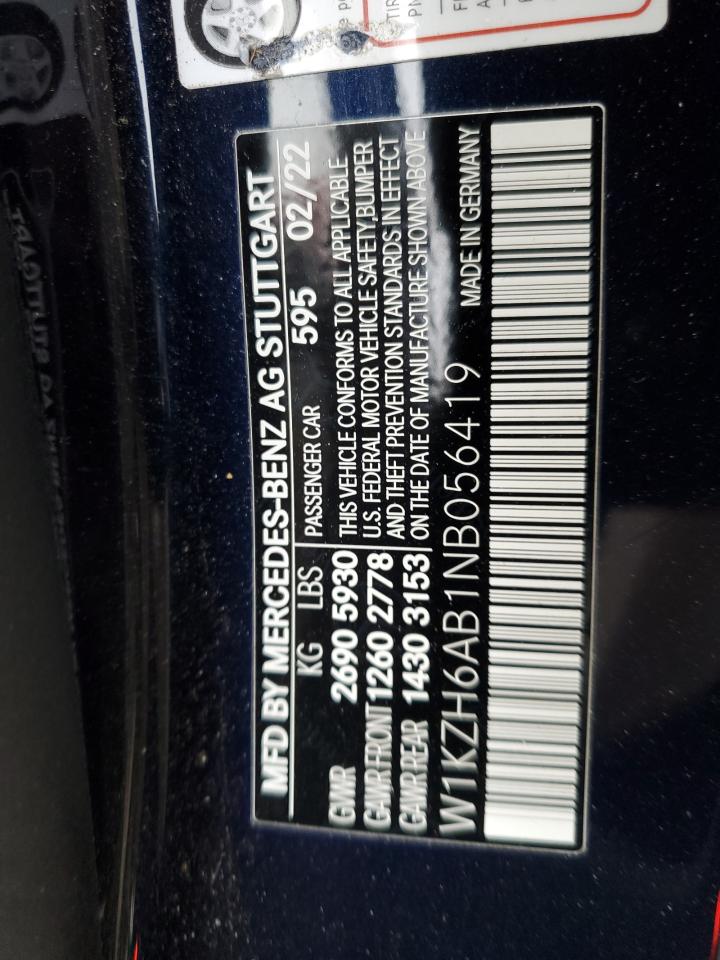 MFD BY MERCEDES-BENZ AG STUTTGART
KG LBS PASSENGER CAR 595 02/22
GVWR 2690 5930
GAWR FRONT 1260 2778
GAWR REAR 1430 3153
THIS VEHICLE CONFORMS TO ALL APPLICABLE
U.S. FEDERAL MOTOR VEHICLE SAFETY,BUMPER
AND THEFT PREVENTION STANDARDS IN EFFECT
ON THE DATE OF MANUFACTURE SHOWN ABOVE
W1KZH6AB1NB056419 MADE IN GERMANY